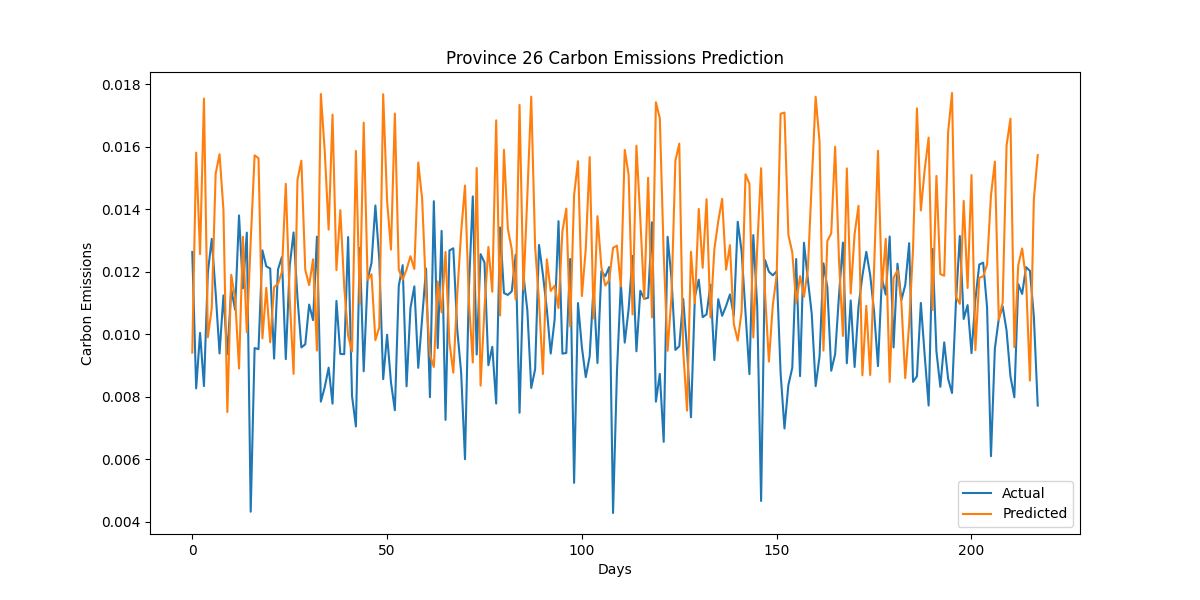 Province 26 Carbon Emissions Prediction
0.018
0.016
0.014
0.012
0.010
0.008
0.006
0.004
Carbon Emissions
0
50
100
150
200
Days
Actual
Predicted